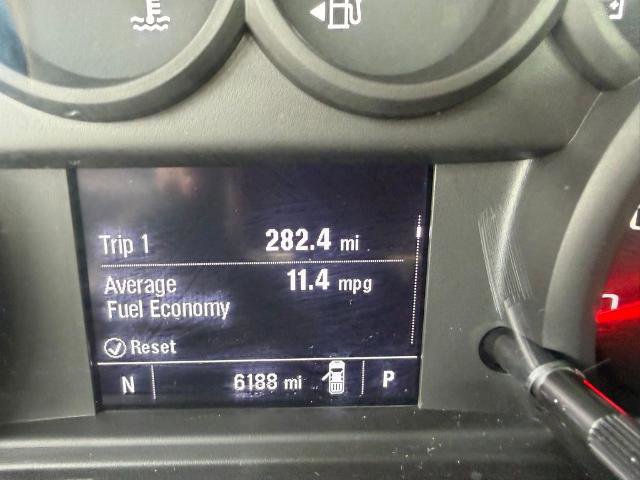 Trip 1 282.4 mi
Average 11.4 mpg
Fuel Economy
Reset
N 6188 mi P